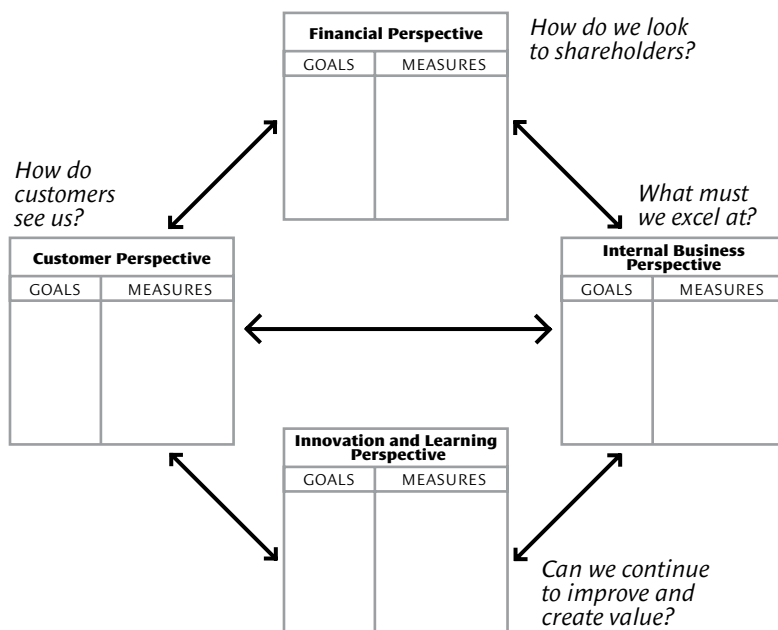 Financial Perspective
GOALS MEASURES
How do we look
to shareholders?
How do
customers
see us?
What must
we excel at?
Customer Perspective
GOALS MEASURES
Internal Business
Perspective
GOALS MEASURES
Innovation and Learning
Perspective
GOALS MEASURES
Can we continue
to improve and
create value?